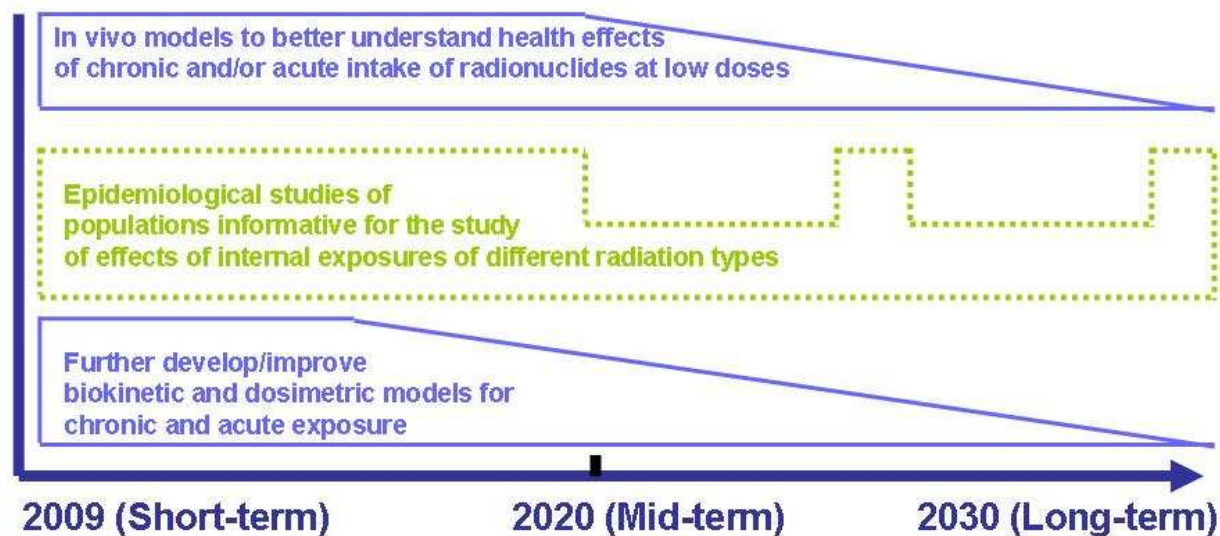 In vivo models to better understand health effects
of chronic and/or acute intake of radionuclides at low doses
Epidemiological studies of
populations informative for the study
of effects of internal exposures of different radiation types
Further develop/improve
biokinetic and dosimetric models for
chronic and acute exposure
2009 (Short-term) 2020 (Mid-term) 2030 (Long-term)